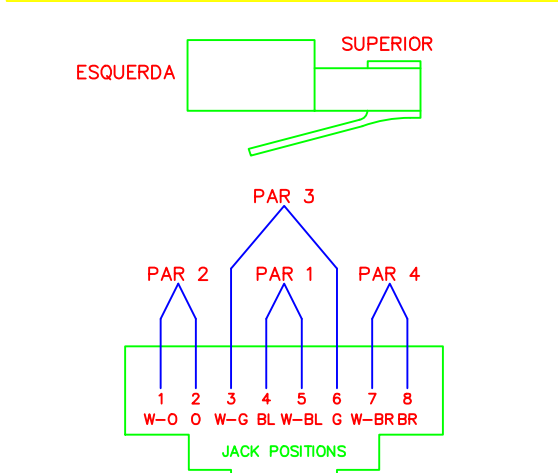 SUPERIOR
ESQUERDA
PAR 3
PAR 2 PAR 1 PAR 4
1 2 3 4 5 6 7 8
W-O O W-G BL W-BL G W-BR BR
JACK POSITIONS